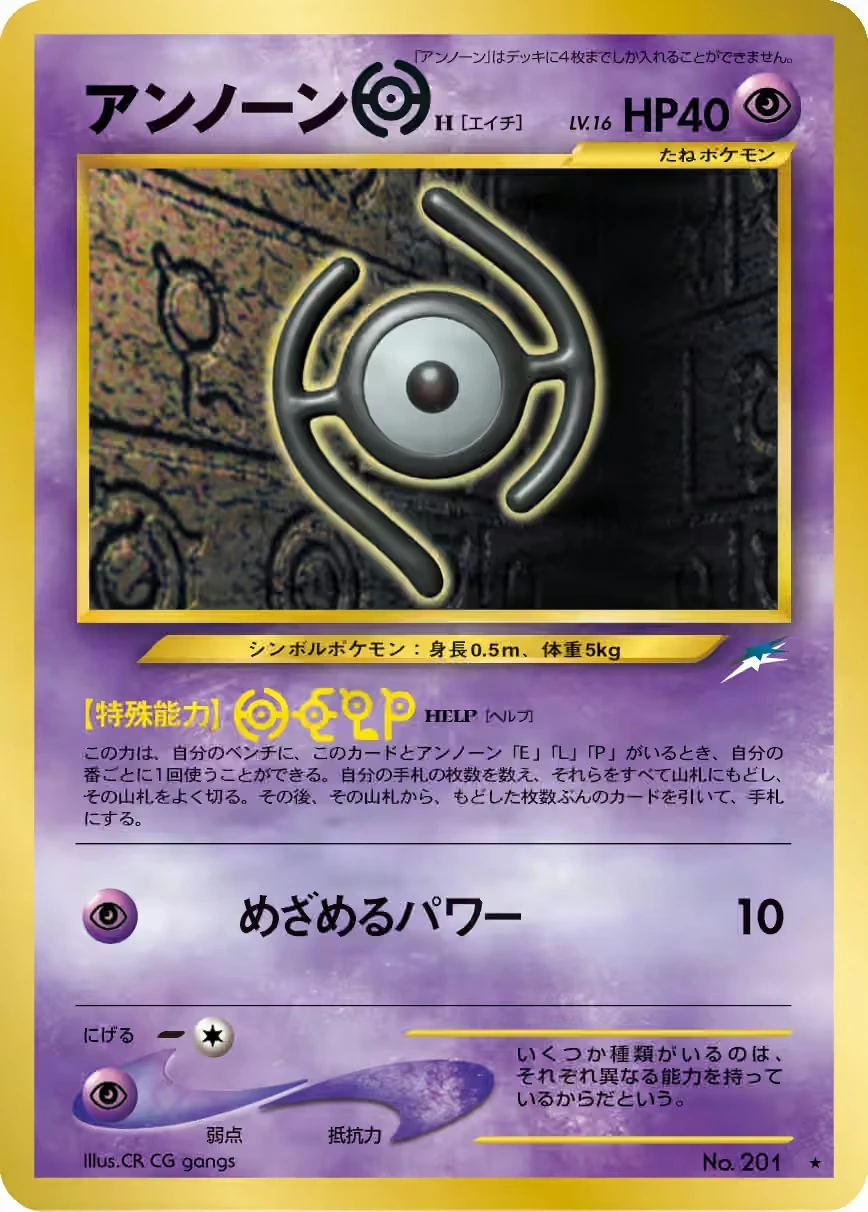 「アンノーン」はデッキに4枚までしか入れることができません。
アンノーン H [エイチ] LV.16 HP40
たねポケモン
シンボルポケモン：身長0.5m、体重5kg
【特殊能力】 HELP [ヘルプ]
この力は、自分のベンチに、このカードとアンノーン「E」「L」「P」がいるとき、自分の
番ごとに1回使うことができる。自分の手札の枚数を数え、それらをすべて山札にもどし、
その山札をよく切る。その後、その山札から、もどした枚数ぶんのカードを引いて、手札
にする。
めざめるパワー 10
にげる
いくつか種類がいるのは、
それぞれ異なる能力を持って
いるからだという。
弱点 抵抗力
Illus.CR CG gangs No. 201 ★